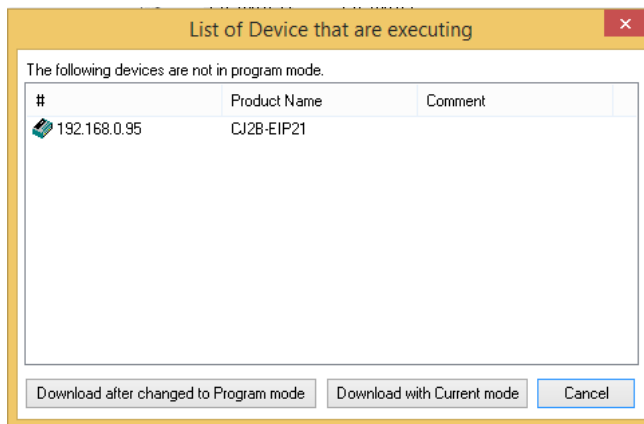 List of Device that are executing
The following devices are not in program mode.
# Product Name Comment
192.168.0.95 CJ2B-EIP21
Download after changed to Program mode Download with Current mode Cancel